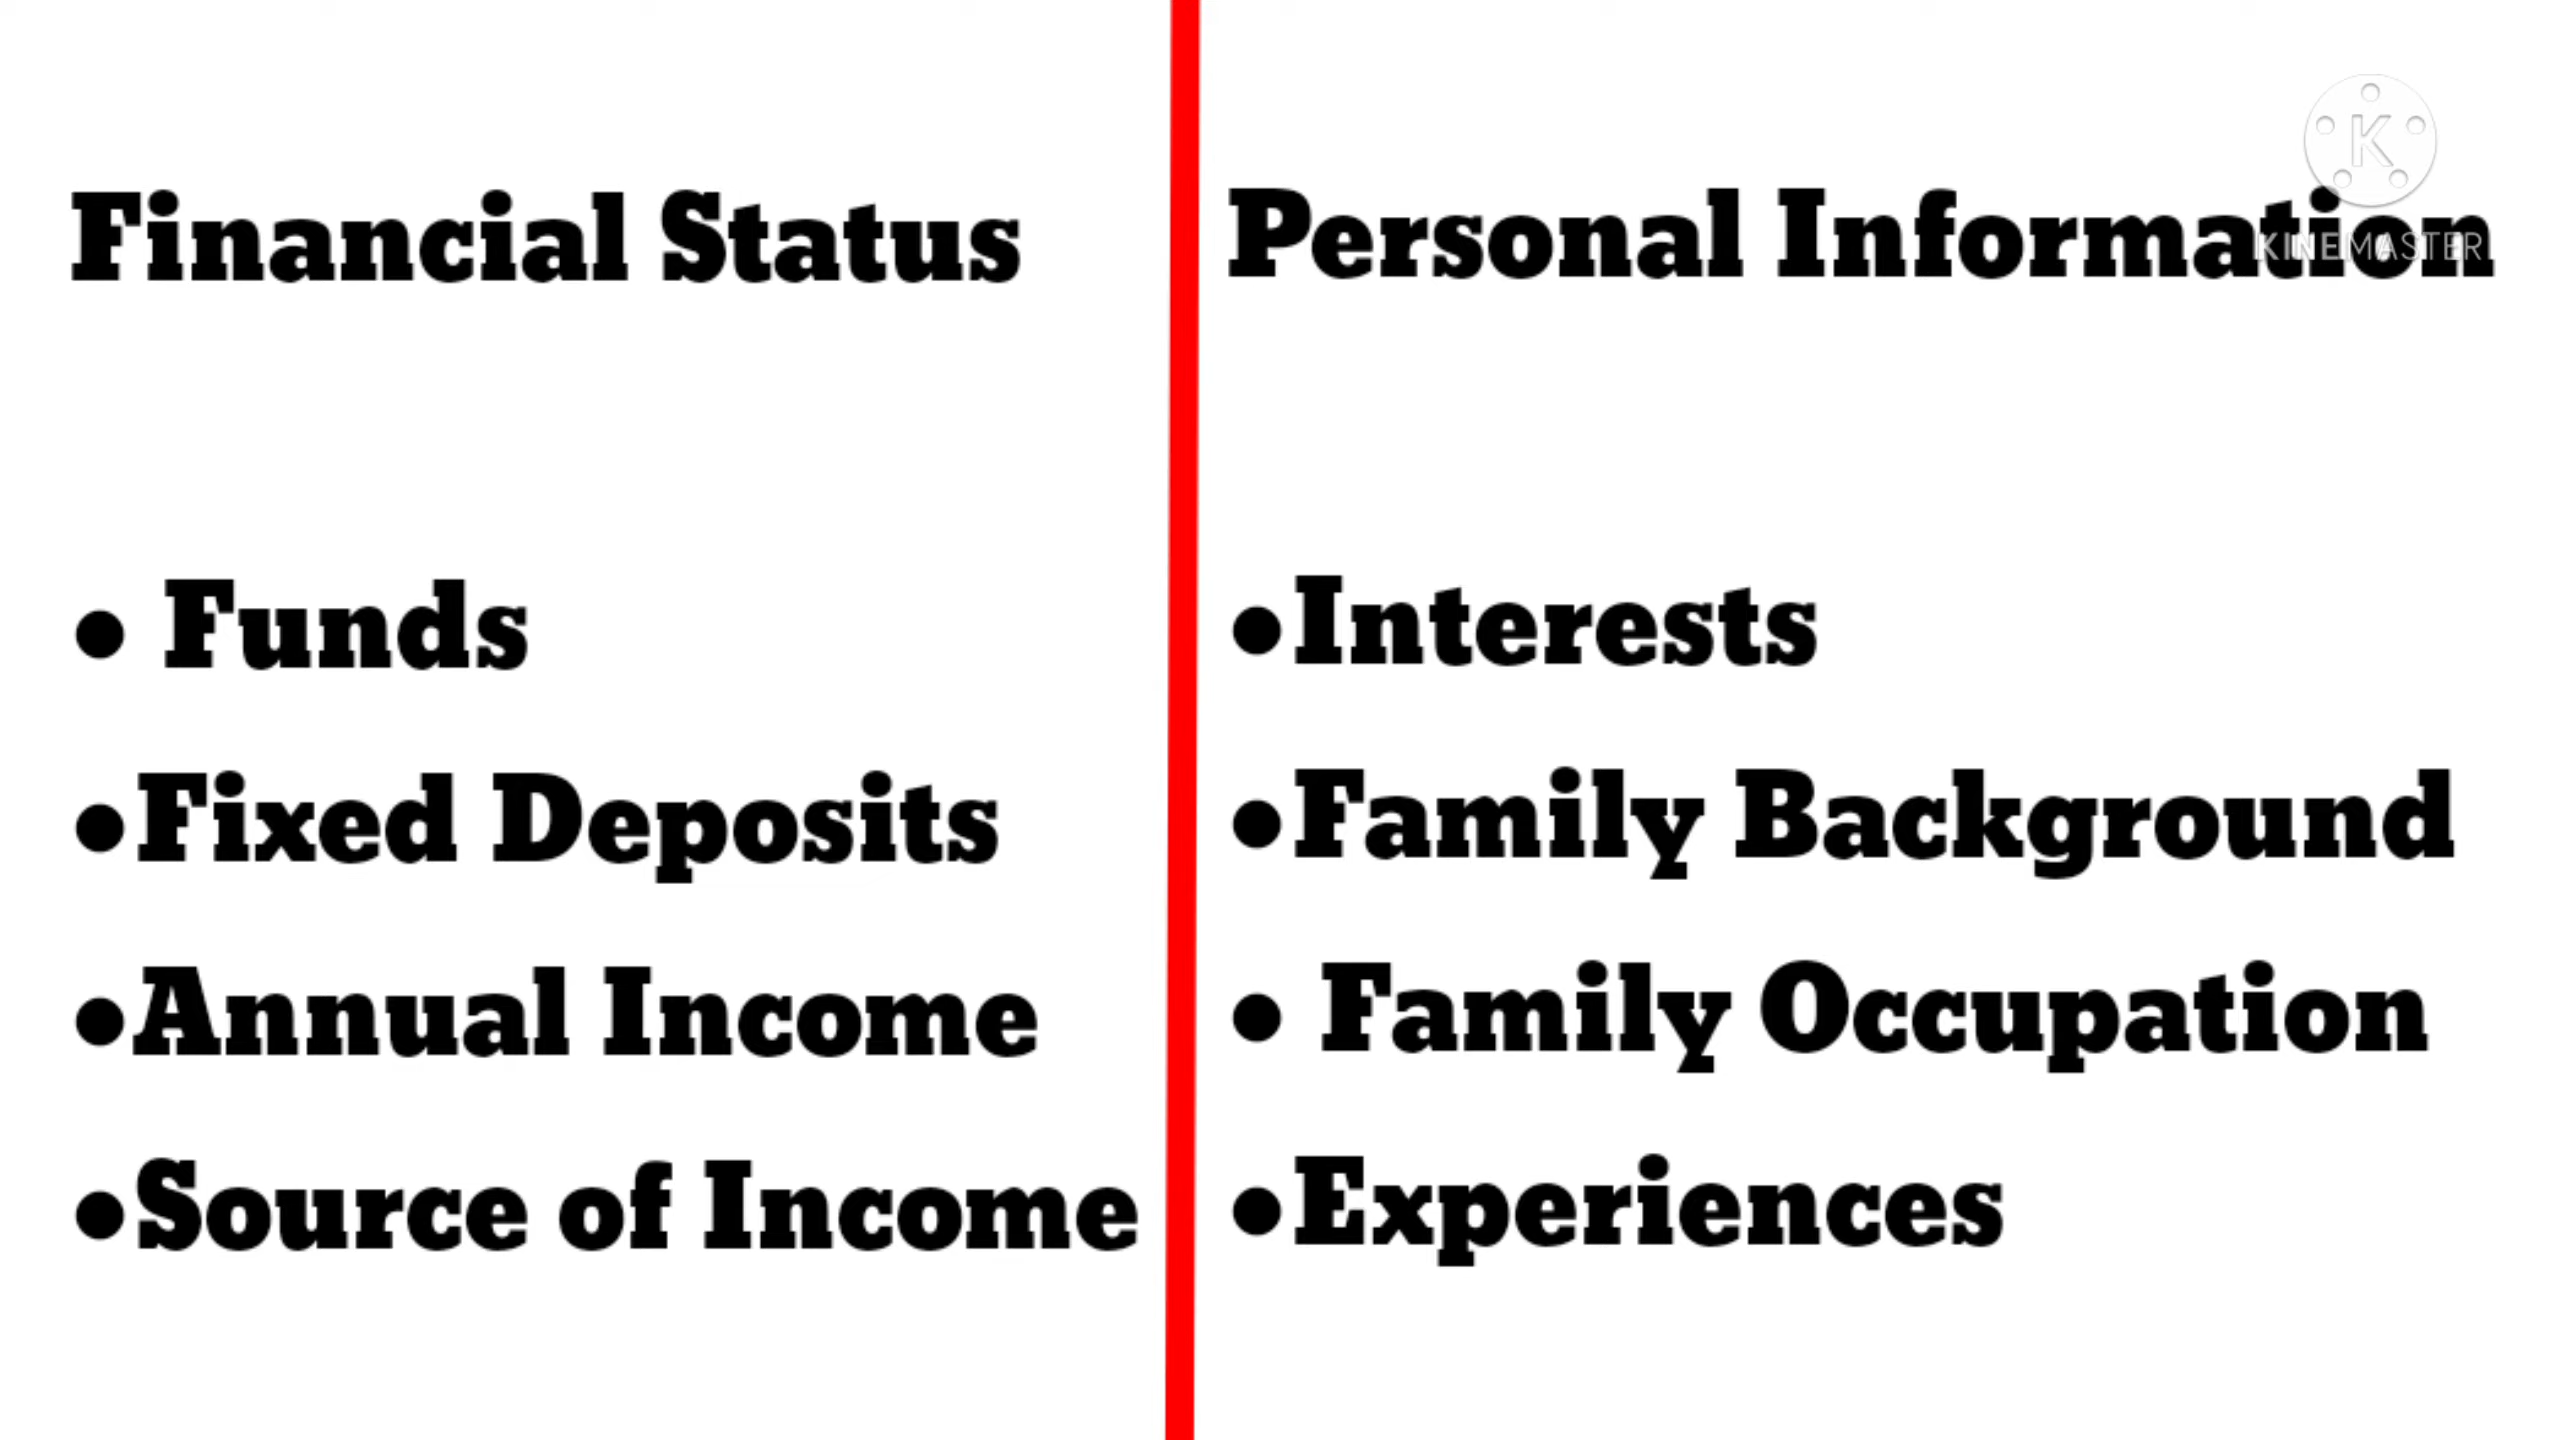 Financial Status
• Funds
•Fixed Deposits
•Annual Income
•Source of Income
Personal Information
KINEMASTER
•Interests
•Family Background
• Family Occupation
•Experiences